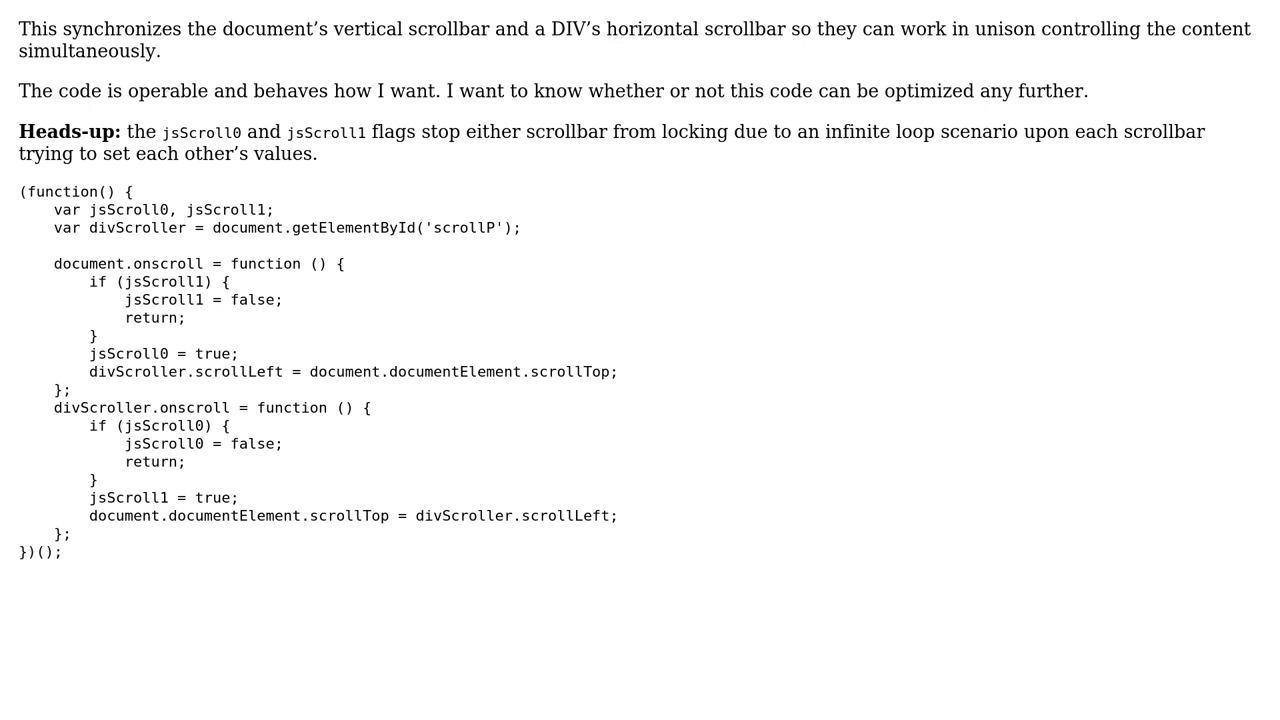 This synchronizes the document’s vertical scrollbar and a DIV’s horizontal scrollbar so they can work in unison controlling the content
simultaneously.
The code is operable and behaves how I want. I want to know whether or not this code can be optimized any further.
Heads-up: the jsScroll0 and jsScroll1 flags stop either scrollbar from locking due to an infinite loop scenario upon each scrollbar
trying to set each other’s values.
(function() {
    var jsScroll0, jsScroll1;
    var divScroller = document.getElementById('scrollP');

    document.onscroll = function () {
        if (jsScroll1) {
            jsScroll1 = false;
            return;
        }
        jsScroll0 = true;
        divScroller.scrollLeft = document.documentElement.scrollTop;
    };
    divScroller.onscroll = function () {
        if (jsScroll0) {
            jsScroll0 = false;
            return;
        }
        jsScroll1 = true;
        document.documentElement.scrollTop = divScroller.scrollLeft;
    };
})();